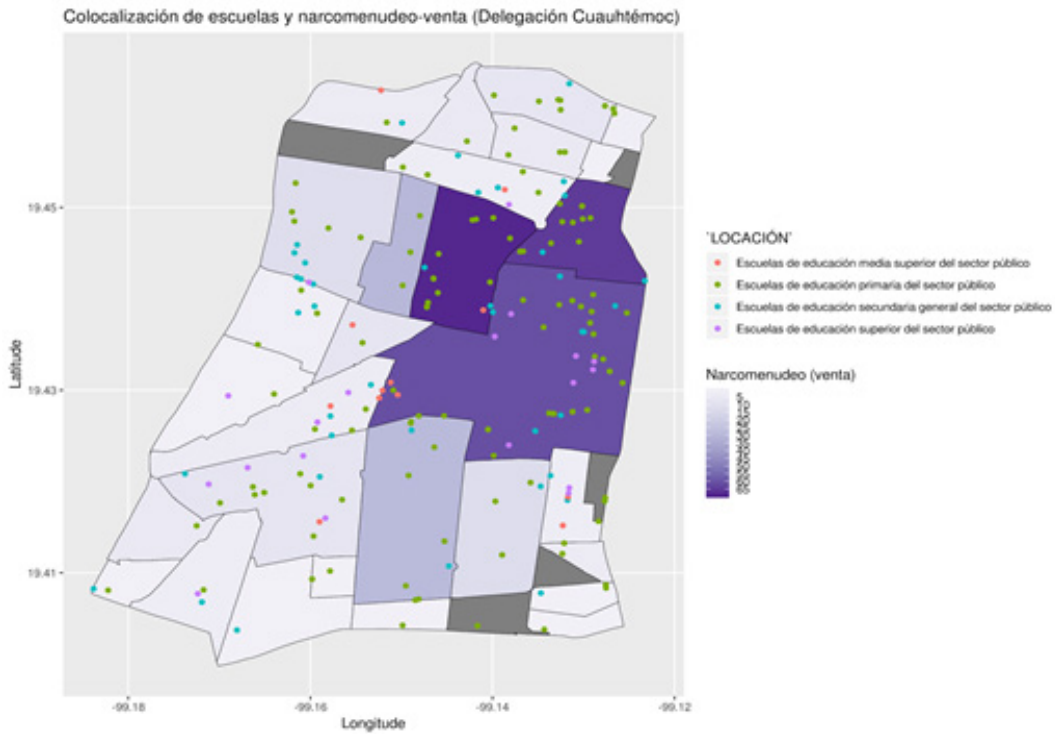 Colocalización de escuelas y narcomenudeo-venta (Delegación Cuauhtémoc)
19.45
19.43
19.41
Latitude
-99.18
-99.16
-99.14
-99.12
Longitude
`LOCACIÓN`
Escuelas de educación media superior del sector público
Escuelas de educación primaria del sector público
Escuelas de educación secundaria general del sector público
Escuelas de educación superior del sector público
Narcomenudeo (venta)